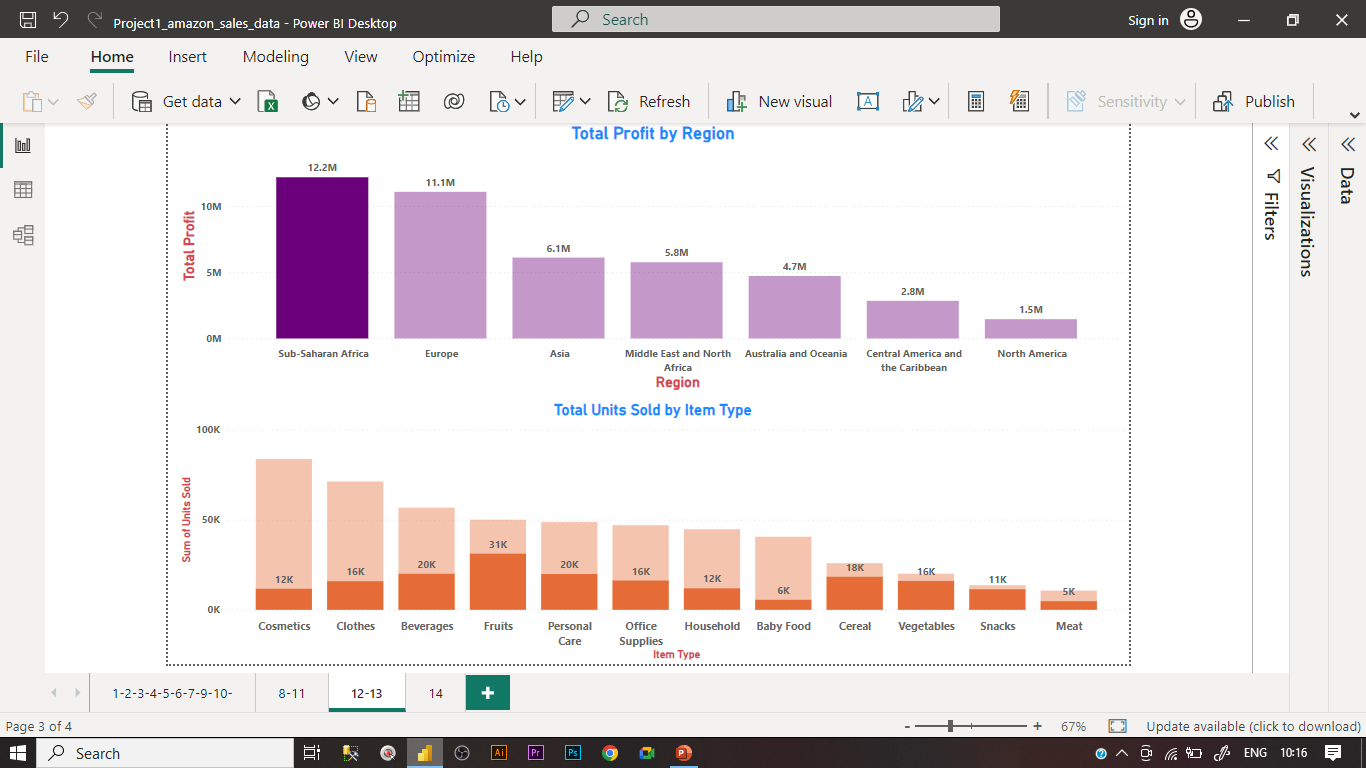 Project1_amazon_sales_data - Power BI Desktop
Search
Sign in
File Home Insert Modeling View Optimize Help
Get data
Refresh
New visual
A
Sensitivity
Publish
Total Profit by Region
Total Profit
10M
5M
0M
12.2M
11.1M
6.1M
5.8M
4.7M
2.8M
1.5M
Sub-Saharan Africa
Europe
Asia
Middle East and North
Africa
Australia and Oceania
Central America and
the Caribbean
North America
Region
Total Units Sold by Item Type
Sum of Units Sold
100K
50K
0K
12K
16K
20K
31K
20K
16K
12K
6K
18K
16K
11K
5K
Cosmetics
Clothes
Beverages
Fruits
Personal
Care
Office
Supplies
Household
Baby Food
Cereal
Vegetables
Snacks
Meat
Item Type
Filters
Visualizations
Data
1-2-3-4-5-6-7-9-10-
8-11
12-13
14
+
Page 3 of 4
- + 67%
Update available (click to download)
Search
Ai
Pr
Ps
P
ENG
10:16